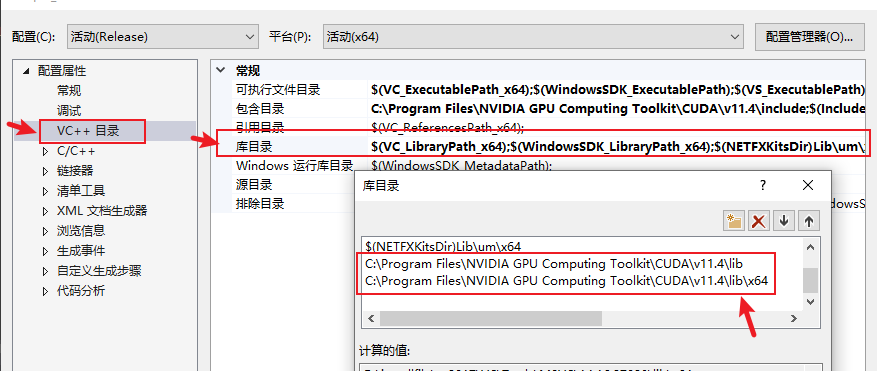 配置(C): 活动(Release) 平台(P): 活动(x64) 配置管理器(O)...
配置属性
常规
调试
VC++ 目录
C/C++
链接器
清单工具
XML 文档生成器
浏览信息
生成事件
自定义生成步骤
代码分析
常规
可执行文件目录 $(VC_ExecutablePath_x64);$(WindowsSDK_ExecutablePath);$(VS_ExecutablePath)
包含目录 C:\Program Files\NVIDIA GPU Computing Toolkit\CUDA\v11.4\include;$(Include
引用目录 $(VC_ReferencesPath_x64);
库目录 $(VC_LibraryPath_x64);$(WindowsSDK_LibraryPath_x64);$(NETFXKitsDir)Lib\um\
Windows 运行库目录 $(WindowsSDK_MetadataPath);
源目录
排除目录
库目录
?
$(NETFXKitsDir)Lib\um\x64
C:\Program Files\NVIDIA GPU Computing Toolkit\CUDA\v11.4\lib
C:\Program Files\NVIDIA GPU Computing Toolkit\CUDA\v11.4\lib\x64
计算的值: